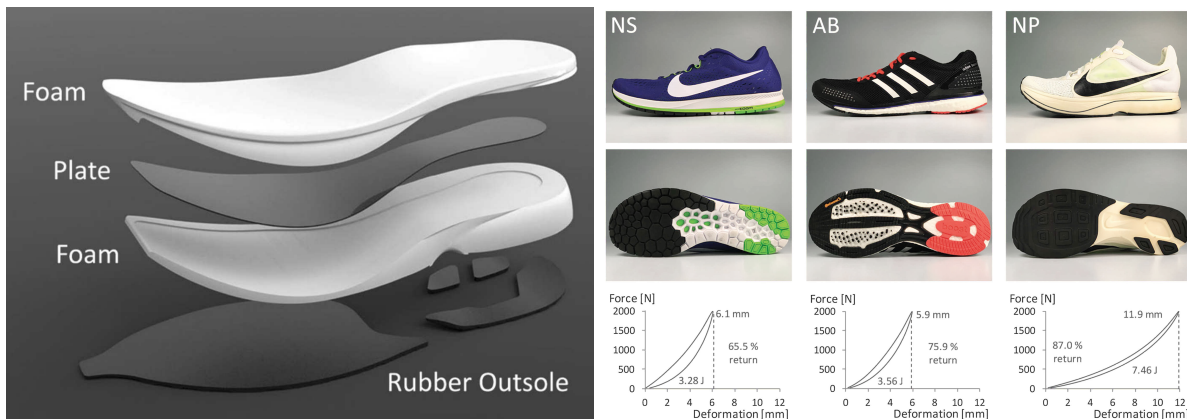 Foam
Plate
Foam
Rubber Outsole
NS
AB
NP
Force [N]
2000
1500
1000
500
0
6.1 mm
65.5 %
return
3.28 J
0 2 4 6 8 10 12
Deformation [mm]
Force [N]
2000
1500
1000
500
0
5.9 mm
75.9 %
return
3.56 J
0 2 4 6 8 10 12
Deformation [mm]
Force [N]
2000
1500
1000
500
0
11.9 mm
87.0 %
return
7.46 J
0 2 4 6 8 10 12
Deformation [mm]